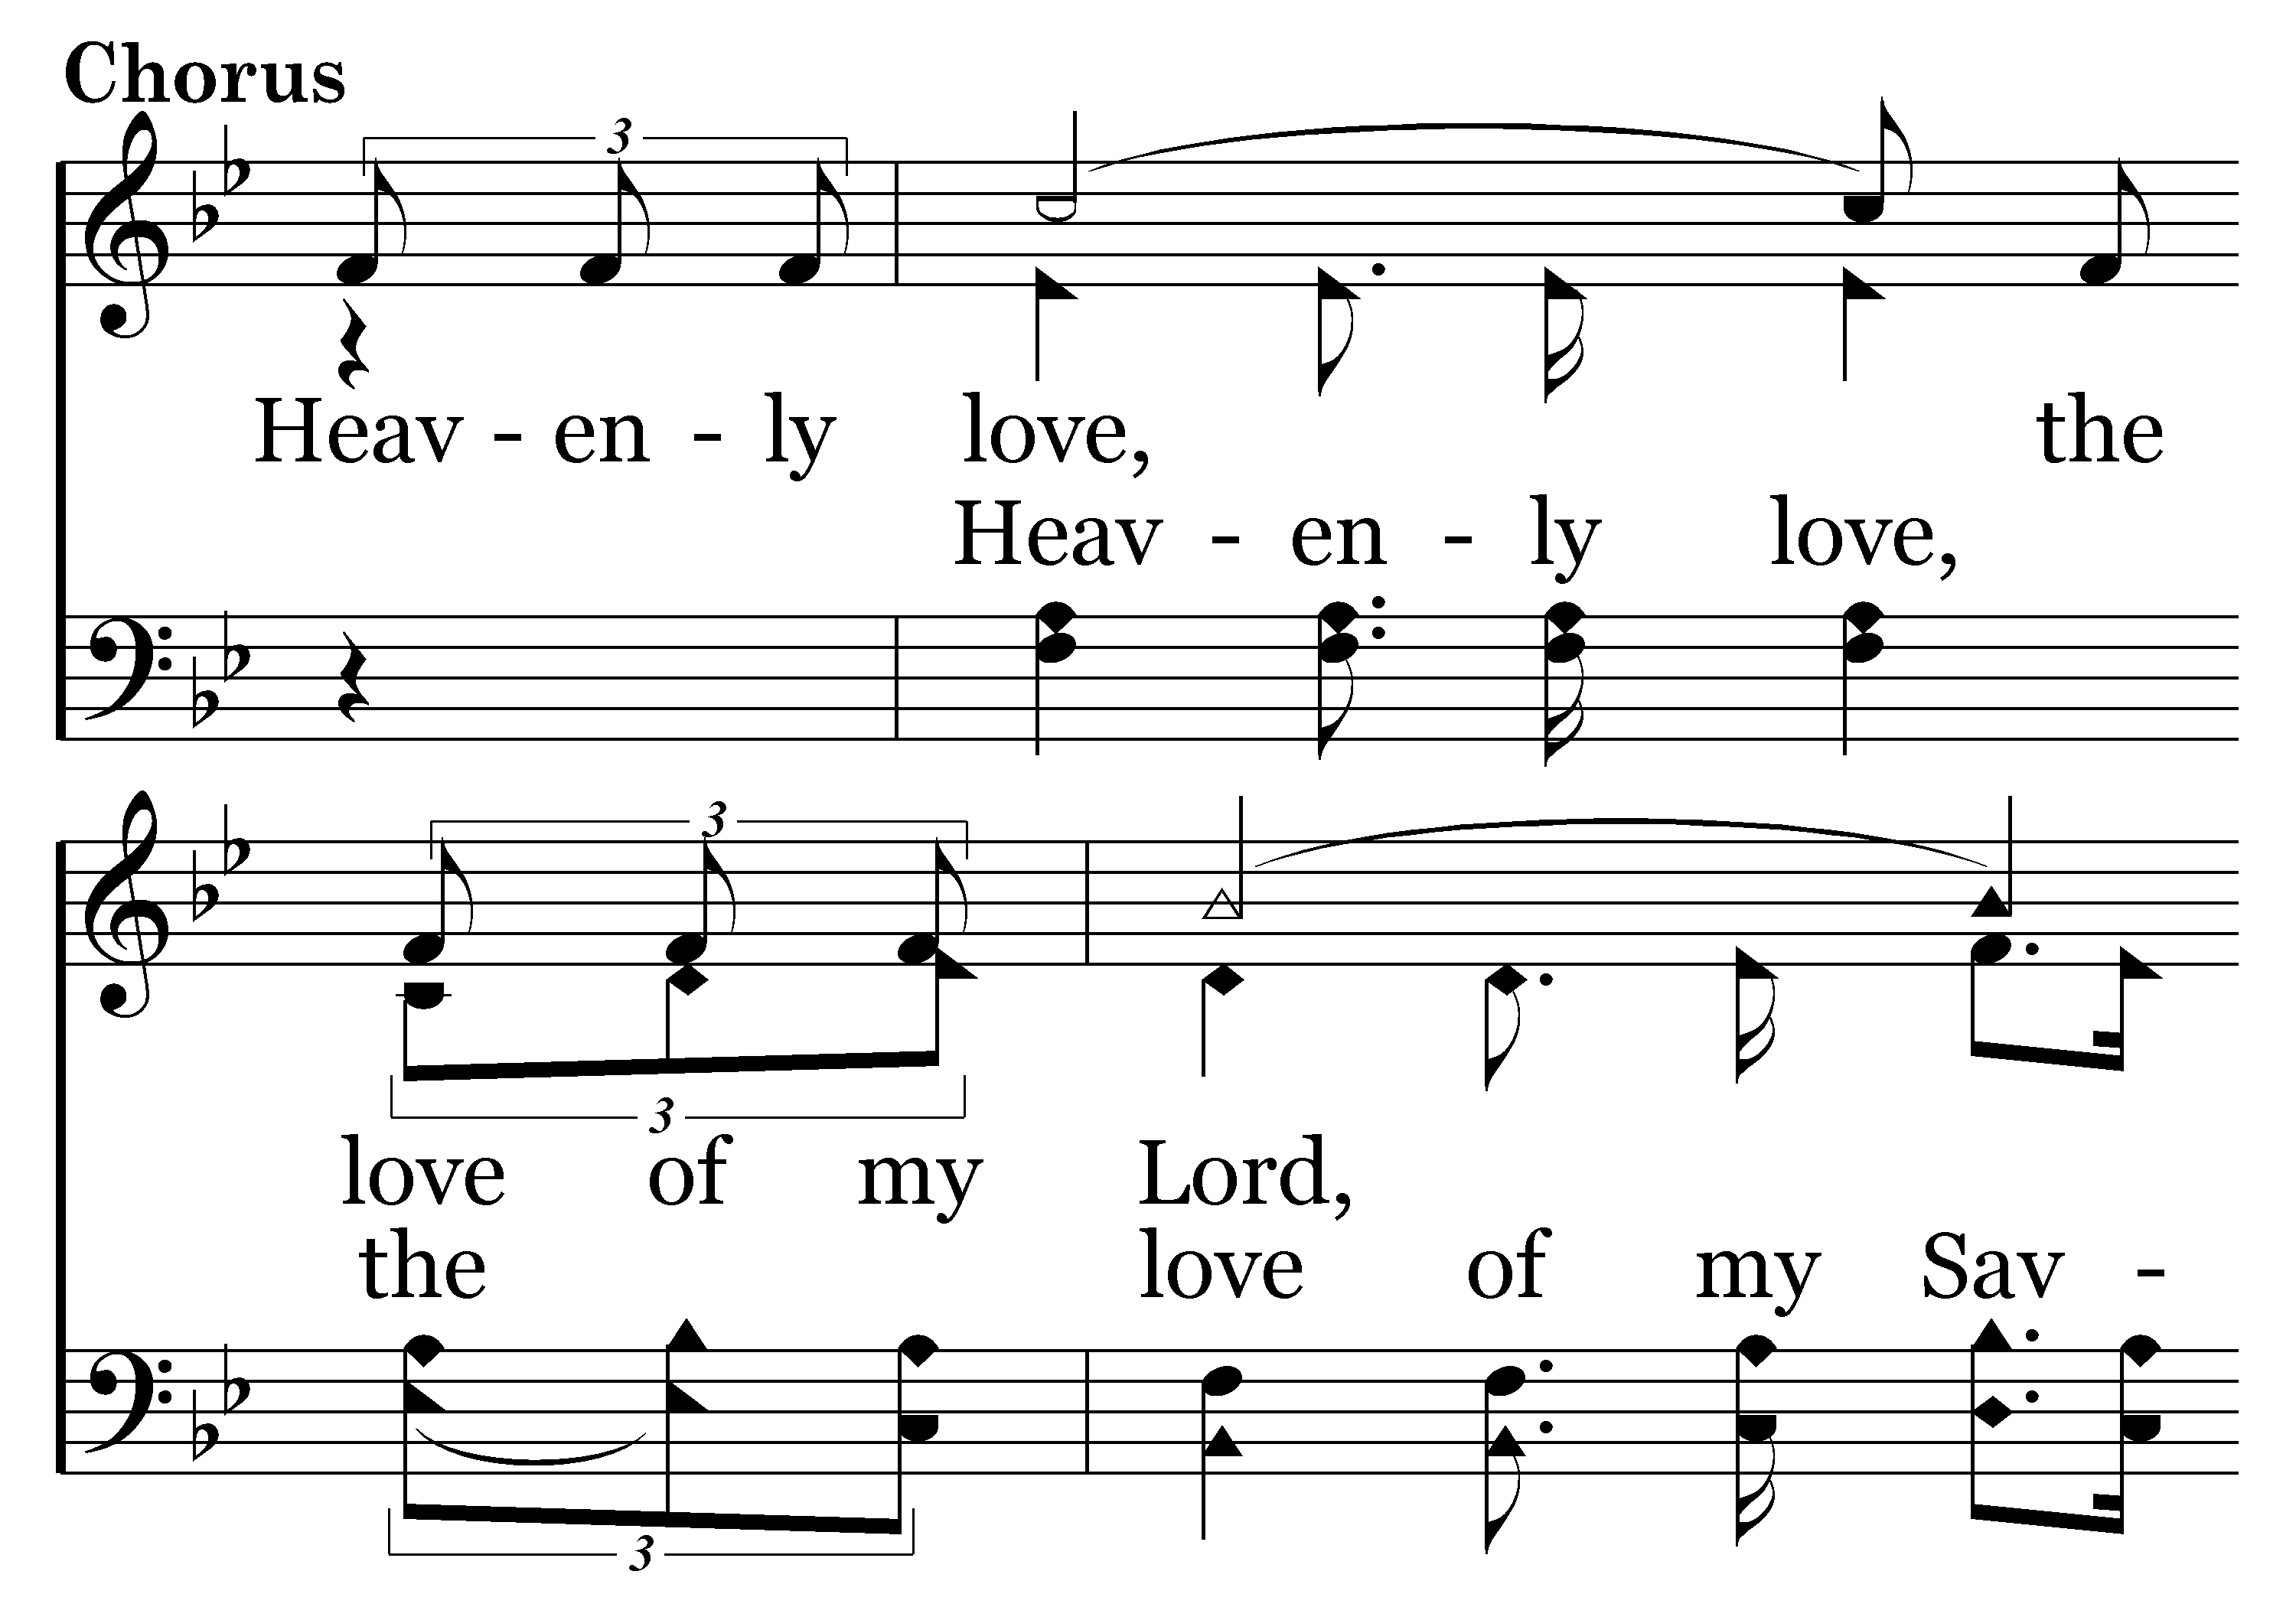 Chorus
3
Heav - en - ly love, the
Heav - en - ly love,
3
3
love of my Lord,
the love of my Sav -
3